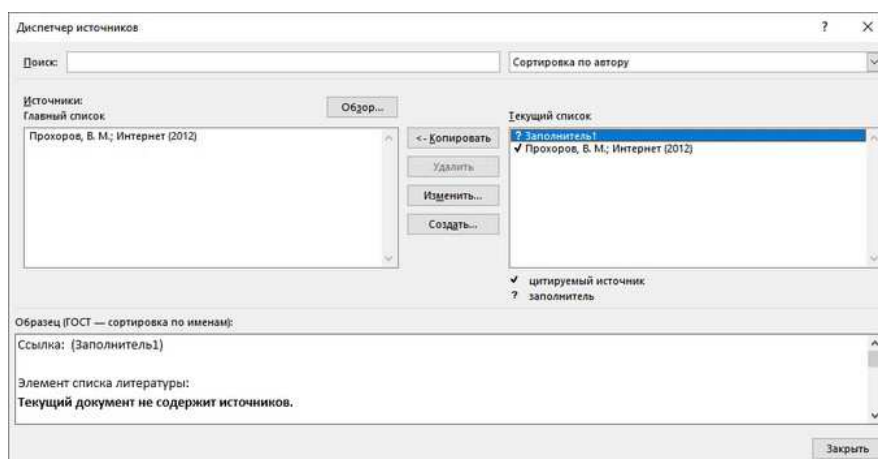 Диспетчер источников ?
Поиск: Сортировка по автору
Источники:
Главный список
Обзор...
Текущий список
Прохоров, В. М.; Интернет (2012)
<- Копировать
Удалить
Изменить...
Создать...
? Заполнитель1
✔ Прохоров, В. М.; Интернет (2012)
✔ цитируемый источник
? заполнитель
Образец (ГОСТ — сортировка по именам):
Ссылка: (Заполнитель1)
Элемент списка литературы:
Текущий документ не содержит источников.
Закрыть